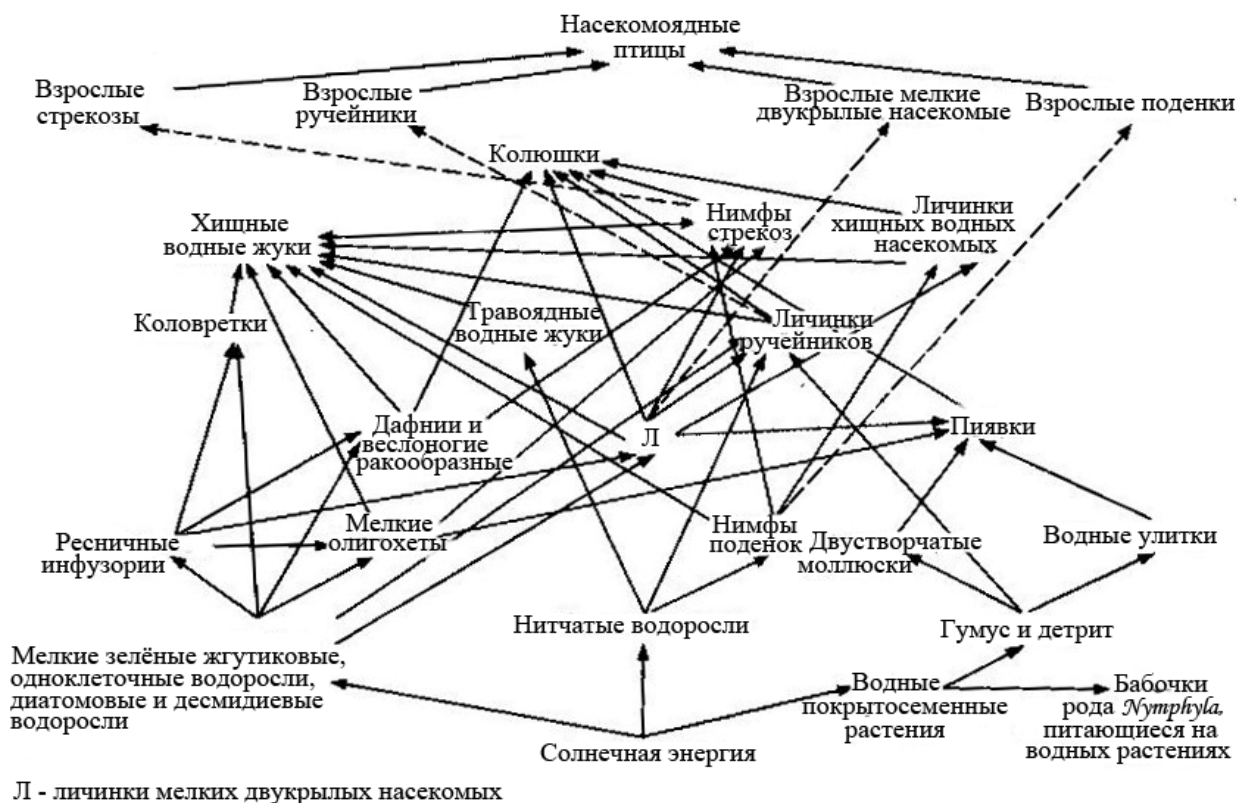 Насекомоядные
птицы
Взрослые
стрекозы
Взрослые
ручейники
Взрослые мелкие
двукрылые насекомые
Взрослые поденки
Колюшки
Хищные
водные жуки
Нимфы
стрекоз
Личинки
хищных водных
насекомых
Коловретки
Травоядные
водные жуки
Личинки
ручейников
Дафнии и
веслоногие
ракообразные
Л
Пиявки
Ресничные
инфузории
Мелкие
олигохеты
Нимфы
поденок
Двустворчатые
моллюски
Водные улитки
Нитчатые водоросли
Гумус и детрит
Мелкие зелёные жгутиковые,
одноклеточные водоросли,
диатомовые и десмидиевые
водоросли
Водные
покрытосеменные
растения
Бабочки
рода Nymphyla,
питающиеся на
водных растениях
Солнечная энергия
Л - личинки мелких двукрылых насекомых